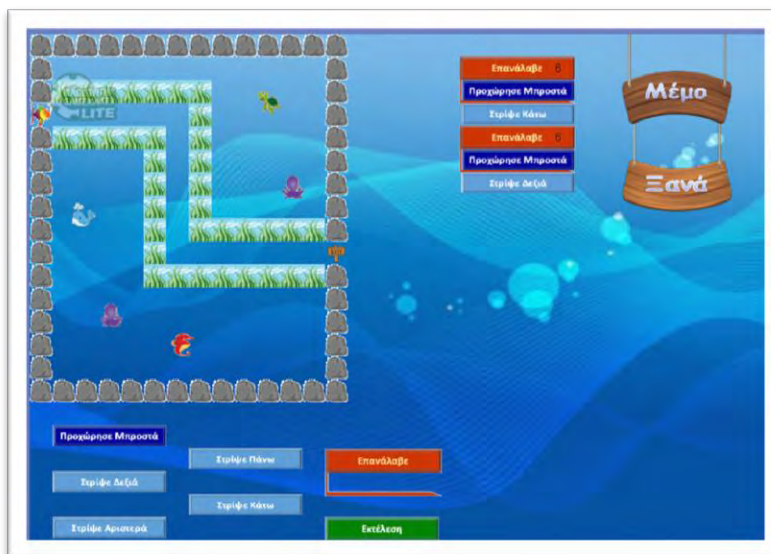 LITE
Επανάλαβε 6
Προχώρησε Μπροστά
Στρίψε Κάτω
Επανάλαβε 6
Προχώρησε Μπροστά
Στρίψε Δεξιά
Μέμο
Ξανά
Προχώρησε Μπροστά
Στρίψε Πάνω
Επανάλαβε
Στρίψε Δεξιά
Στρίψε Κάτω
Στρίψε Αριστερά
Εκτέλεση